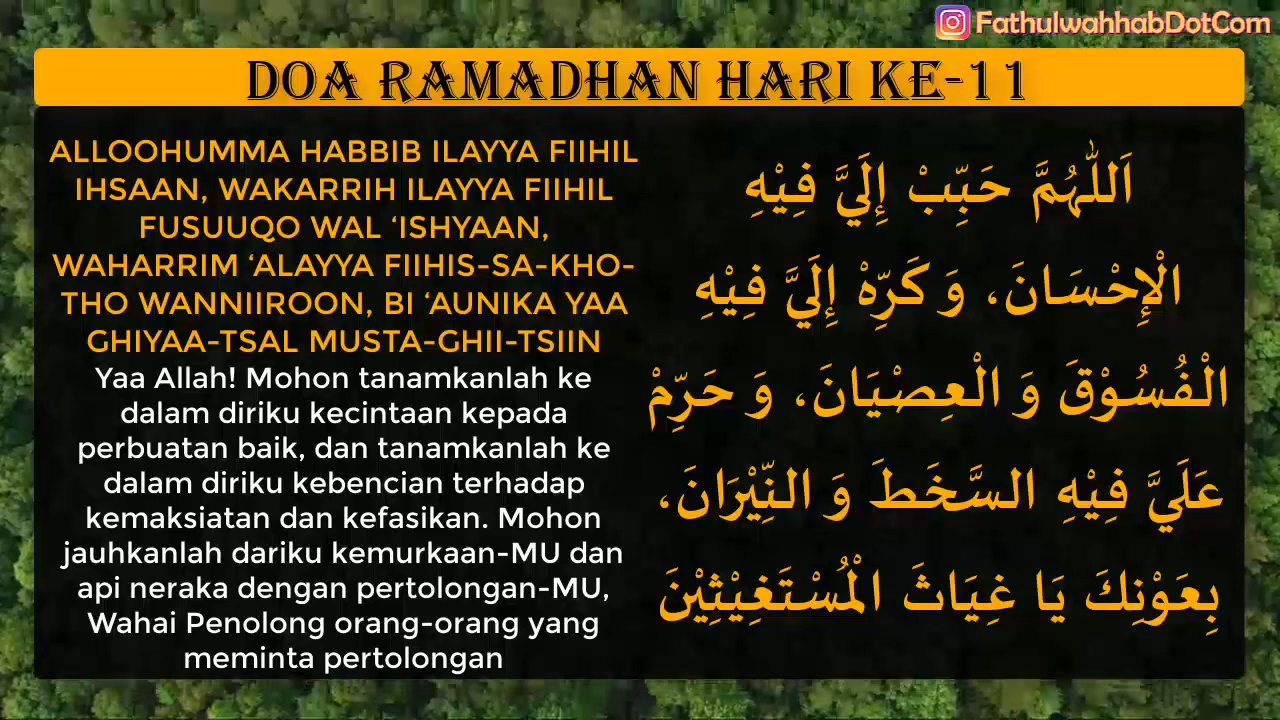 FathulwahhabDotCom
DOA RAMADHAN HARI KE-11
ALLOOHUMMA HABBIB ILAYYA FIIHIL
IHSAAN, WAKARRIH ILAYYA FIIHIL
FUSUUQO WAL ‘ISHYAAN,
WAHARRIM ‘ALAYYA FIIHIS-SA-KHO-
THO WANNIIROON, BI ‘AUNIKA YAA
GHIYAA-TSAL MUSTA-GHII-TSIIN
Yaa Allah! Mohon tanamkanlah ke
dalam diriku kecintaan kepada
perbuatan baik, dan tanamkanlah ke
dalam diriku kebencian terhadap
kemaksiatan dan kefasikan. Mohon
jauhkanlah dariku kemurkaan-MU dan
api neraka dengan pertolongan-MU,
Wahai Penolong orang-orang yang
meminta pertolongan
اَللّٰهُمَّ حَبِّبْ إِلَيَّ فِيْهِ
الْإِحْسَانَ، وَ كَرِّهْ إِلَيَّ فِيْهِ
الْفُسُوْقَ وَ الْعِصْيَانَ، وَ حَرِّمْ
عَلَيَّ فِيْهِ السَّخَطَ وَ النِّيْرَانَ،
بِعَوْنِكَ يَا غِيَاثَ الْمُسْتَغِيْثِيْنَ